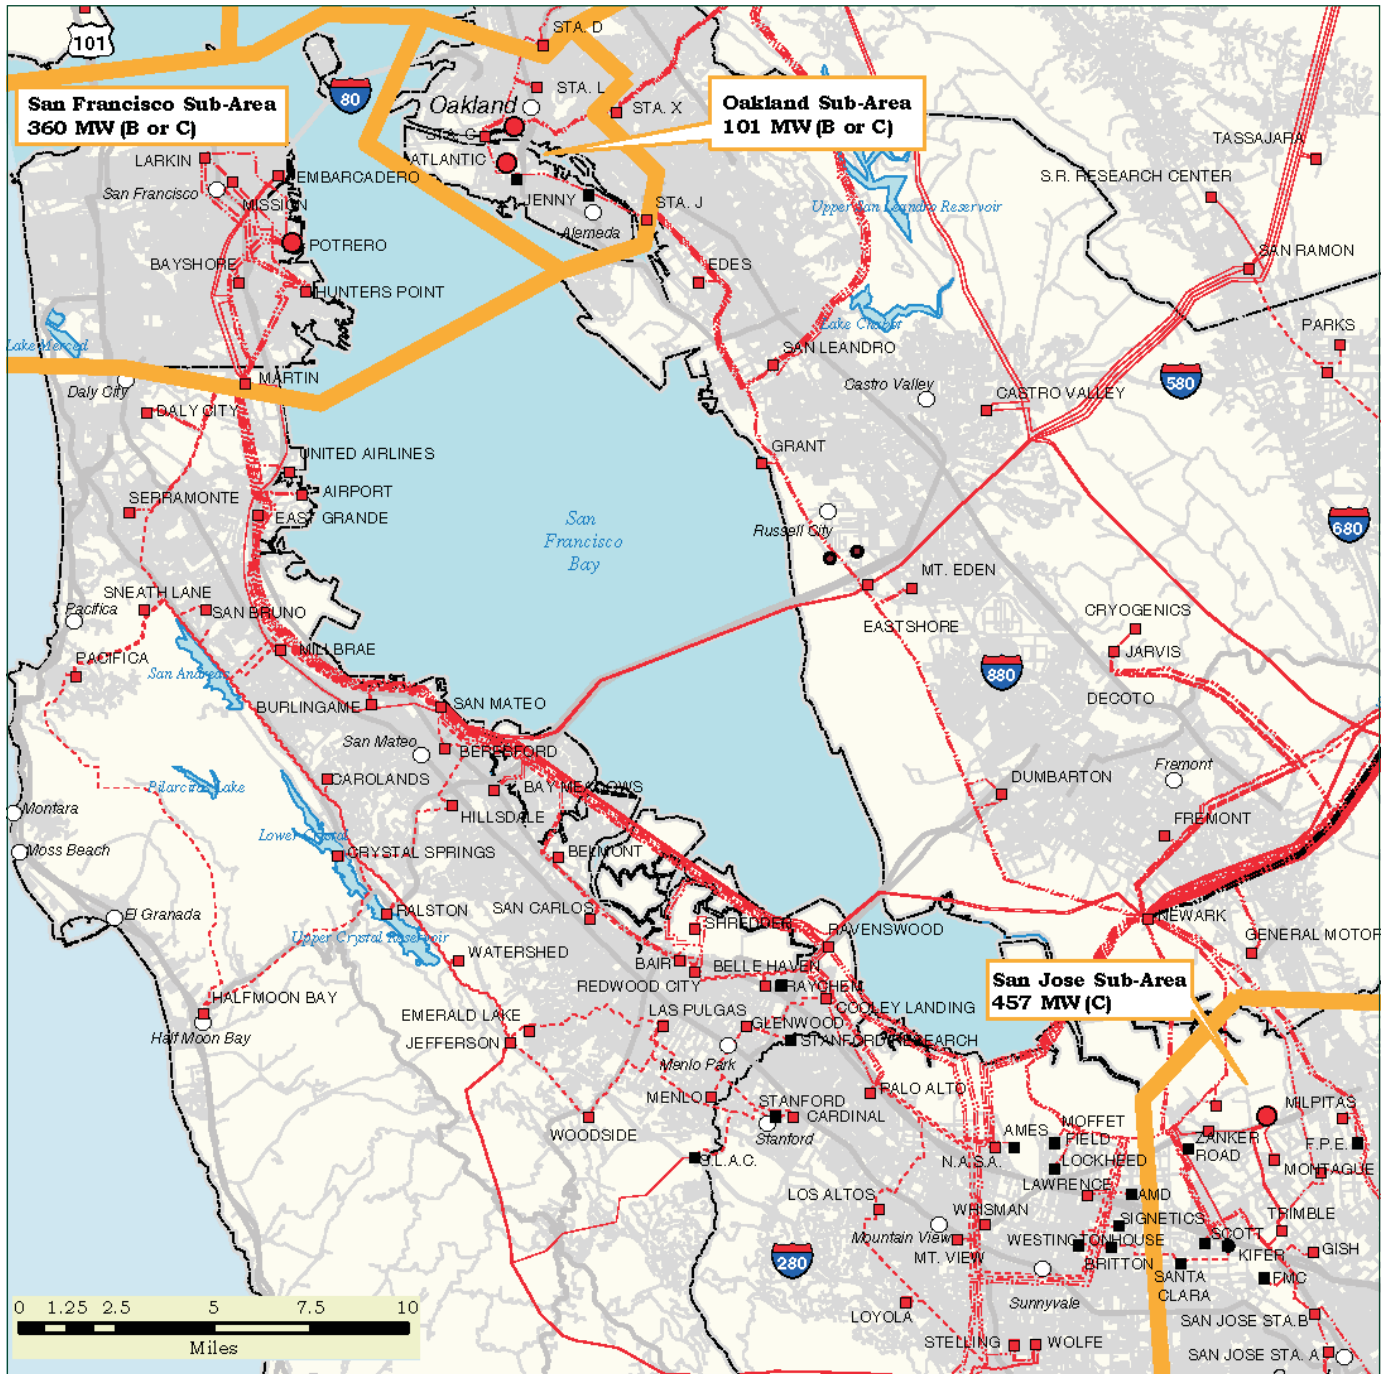 101
STA. D
80
STA. L
San Francisco Sub-Area
360 MW (B or C)
Oakland
STA. X
Oakland Sub-Area
101 MW (B or C)
STA. C
LARKIN
ATLANTIC
TASSAJARA
EMBARCADERO
San Francisco
S.R. RESEARCH CENTER
MISSION
JENNY
STA. J
Upper San Leandro Reservoir
Alemeda
POTRERO
SAN RAMON
BAYSHORE
EDES
HUNTERS POINT
Lake Chabot
PARKS
Lake Merced
SAN LEANDRO
MARTIN
580
Daly City
Castro Valley
CASTRO VALLEY
DALY CITY
GRANT
UNITED AIRLINES
AIRPORT
SERRAMONTE
EAST GRANDE
San
Francisco
Bay
Russell City
680
MT. EDEN
SNEATH LANE
Pacifica
SAN BRUNO
CRYOGENICS
EASTSHORE
MILLBRAE
JARVIS
PACIFICA
San Andreas
880
DECOTO
BURLINGAME
SAN MATEO
San Mateo
BERESFORD
Fremont
CAROLANDS
DUMBARTON
Pilarcitos Lake
BAY MEADOWS
Montara
HILLSDALE
FREMONT
Lower Crystal
Moss Beach
CRYSTAL SPRINGS
BELMONT
El Granada
RALSTON
SAN CARLOS
NEWARK
SHREDDER
RAVENSWOOD
Upper Crystal Reservoir
GENERAL MOTOR
WATERSHED
BAIR
BELLE HAVEN
San Jose Sub-Area
457 MW (C)
REDWOOD CITY
RAYCHEM
HALFMOON BAY
COOLEY LANDING
LAS PULGAS
EMERALD LAKE
GLENWOOD
Half Moon Bay
JEFFERSON
STANFORD RESEARCH
Menlo Park
PALO ALTO
MENLO
STANFORD
CARDINAL
MILPITAS
MOFFET
FIELD
WOODSIDE
Stanford
AMES
ZANKER
ROAD
F.P.E.
S.L.A.C.
N.A.S.A.
LOCKHEED
MONTAGUE
LAWRENCE
AMD
LOS ALTOS
WHISMAN
SIGNETICS
TRIMBLE
Mountain View
SCOTT
WESTINGTONHOUSE
KIFER
GISH
MT. VIEW
280
BRITTON
SANTA
CLARA
FMC
Sunnyvale
0 1.25 2.5 5 7.5 10
Miles
LOYOLA
SAN JOSE STA.B
STELLING
WOLFE
SAN JOSE STA. A